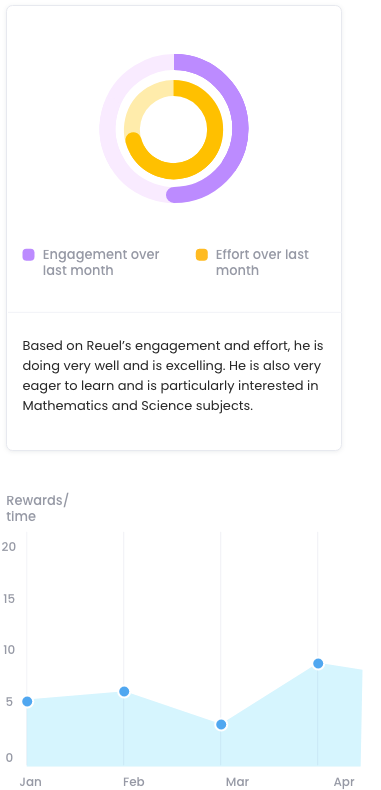 Engagement over
last month
Effort over last
month
Based on Reuel’s engagement and effort, he is
doing very well and is excelling. He is also very
eager to learn and is particularly interested in
Mathematics and Science subjects.
Rewards/
time
20
15
10
5
0
Jan Feb Mar Apr